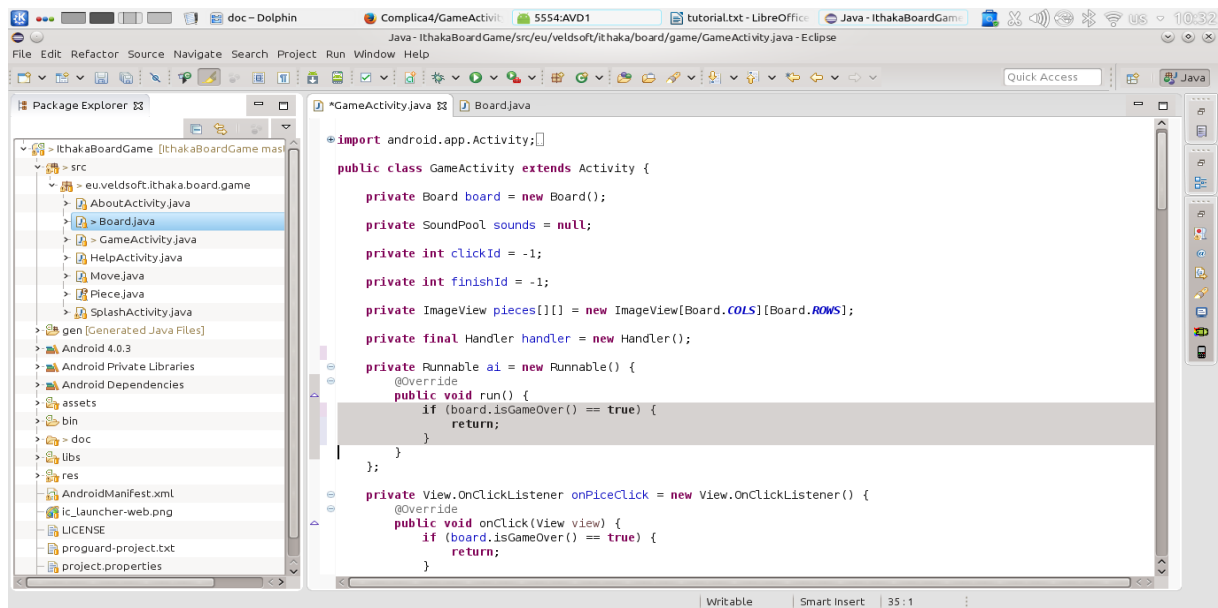 doc – Dolphin
Complica4/GameActivit
5554:AVD1
tutorial.txt - LibreOffice
Java - IthakaBoardGame
us
10:32
Java - IthakaBoardGame/src/eu/veldsoft/ithaka/board/game/GameActivity.java - Eclipse
File Edit Refactor Source Navigate Search Project Run Window Help
Quick Access
Java
Package Explorer
*GameActivity.java
Board.java
> IthakaBoardGame [IthakaBoardGame mast
> src
> eu.veldsoft.ithaka.board.game
AboutActivity.java
> Board.java
> GameActivity.java
HelpActivity.java
Move.java
Piece.java
SplashActivity.java
gen [Generated Java Files]
Android 4.0.3
Android Private Libraries
Android Dependencies
assets
bin
> doc
libs
res
AndroidManifest.xml
ic_launcher-web.png
LICENSE
proguard-project.txt
project.properties
import android.app.Activity;
public class GameActivity extends Activity {
private Board board = new Board();
private SoundPool sounds = null;
private int clickId = -1;
private int finishId = -1;
private ImageView pieces[][] = new ImageView[Board.COLS][Board.ROWS];
private final Handler handler = new Handler();
private Runnable ai = new Runnable() {
@Override
public void run() {
if (board.isGameOver() == true) {
return;
}
}
};
private View.OnClickListener onPiceClick = new View.OnClickListener() {
@Override
public void onClick(View view) {
if (board.isGameOver() == true) {
return;
}
Writable
Smart Insert
35 : 1